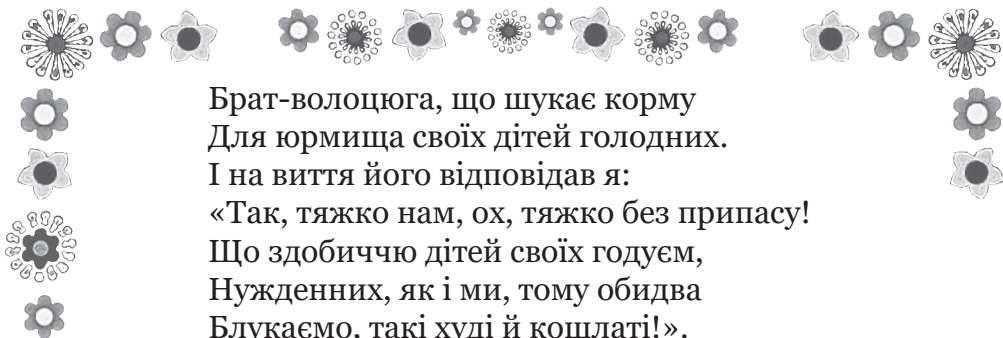 Брат-волоцюга, що шукає корму
Для юрмища своїх дітей голодних.
І на виття його відповідав я:
«Так, тяжко нам, ох, тяжко без припасу!
Що здобиччю дітей своїх годуєм,
Нужденних, як і ми, тому обидва
Блукаємо, такі худі й кошлаті!».